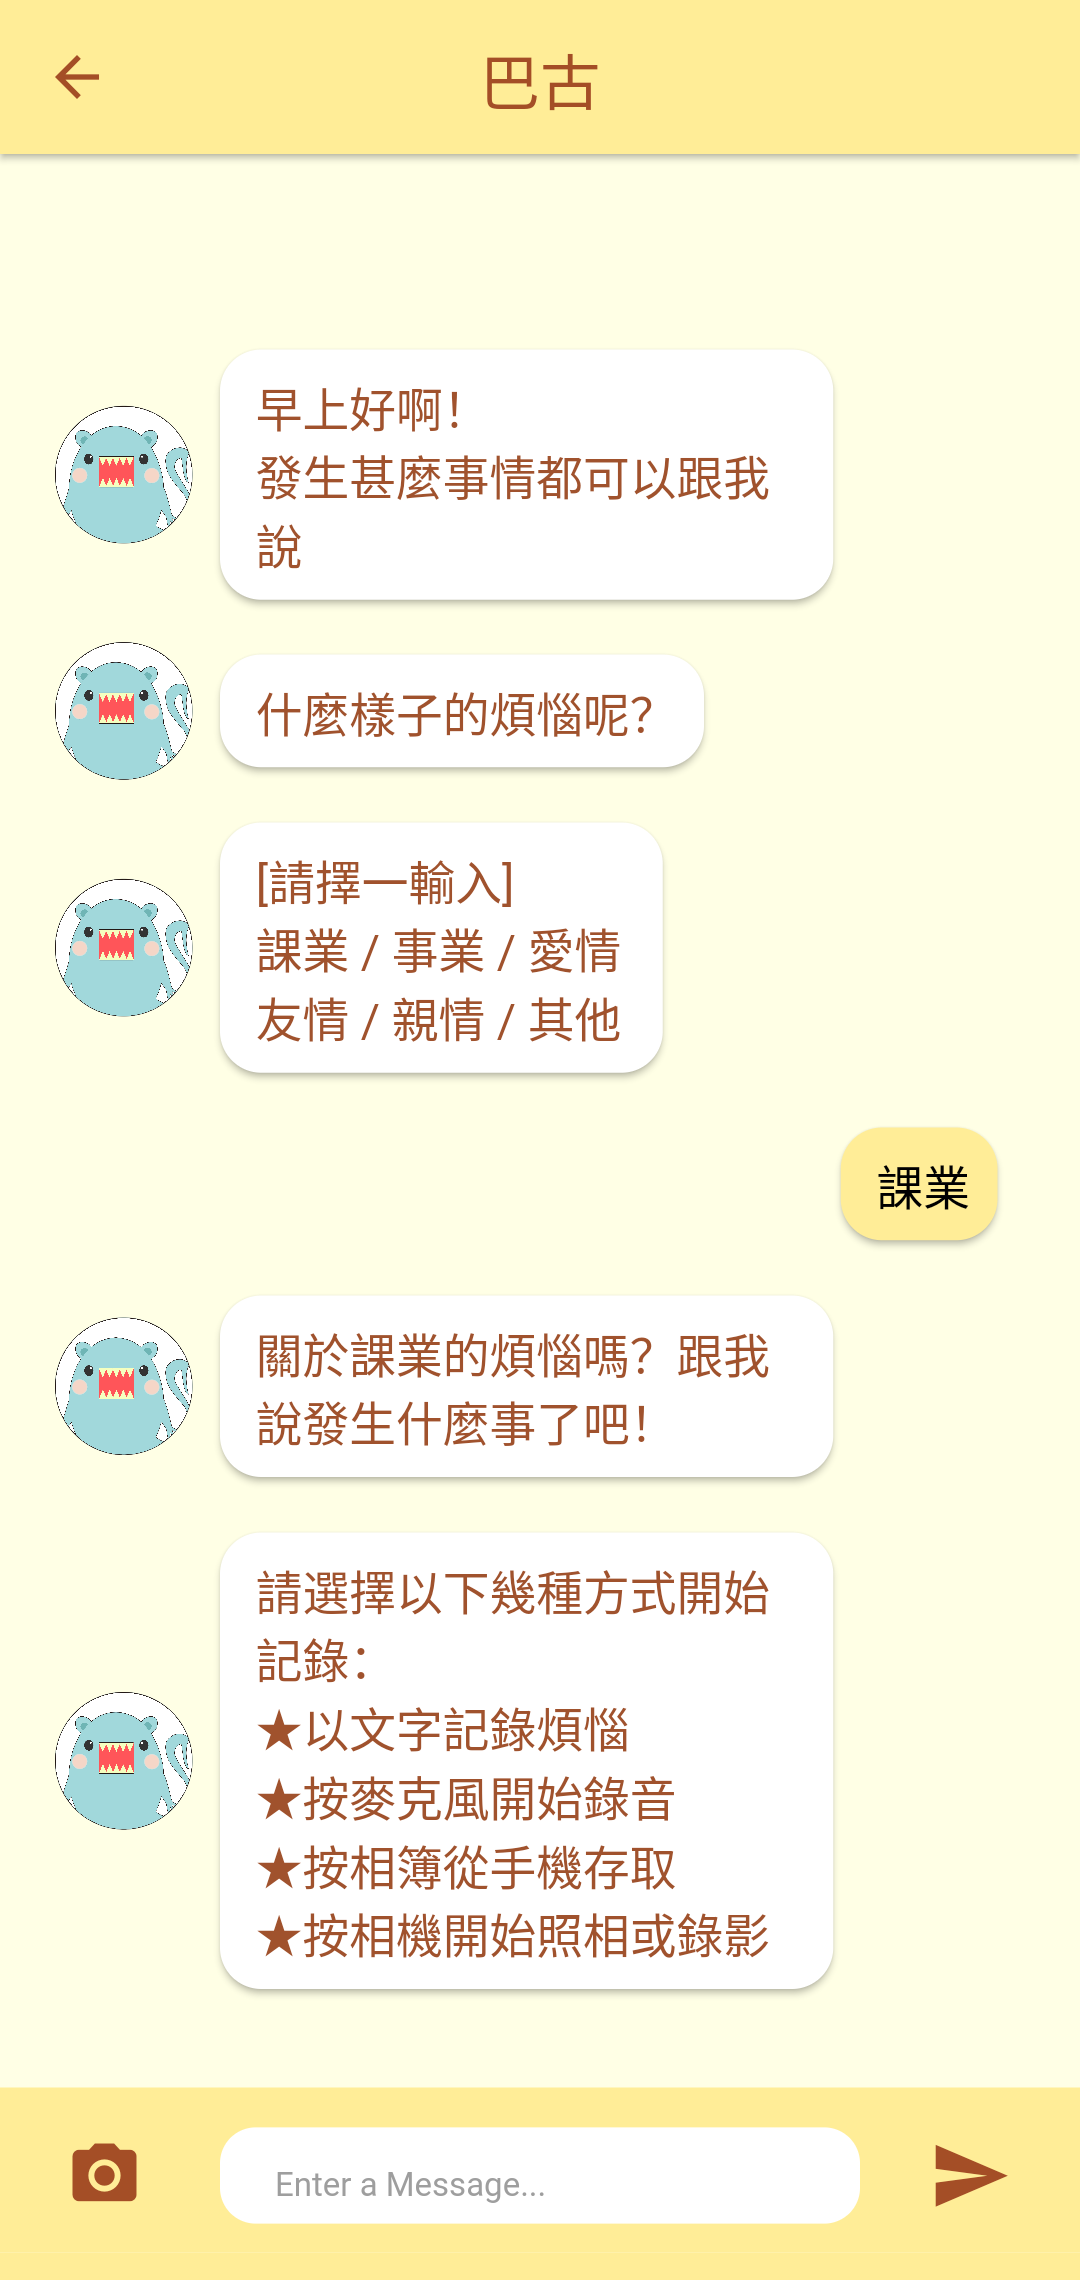 巴古
早上好啊！
發生甚麼事情都可以跟我
說
什麼樣子的煩惱呢？
[請擇一輸入]
課業 / 事業 / 愛情
友情 / 親情 / 其他
課業
關於課業的煩惱嗎？跟我
說發生什麼事了吧！
請選擇以下幾種方式開始
記錄：
★以文字記錄煩惱
★按麥克風開始錄音
★按相簿從手機存取
★按相機開始照相或錄影
Enter a Message...